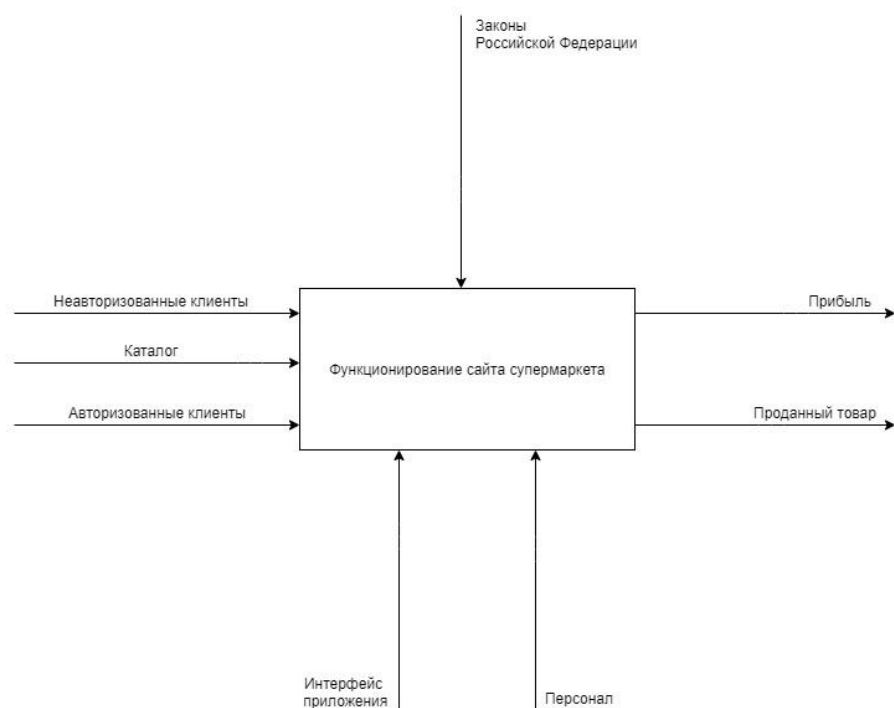 Законы
Российской Федерации
Неавторизованные клиенты
Прибыль
Каталог
Функционирование сайта супермаркета
Авторизованные клиенты
Проданный товар
Интерфейс
приложения
Персонал